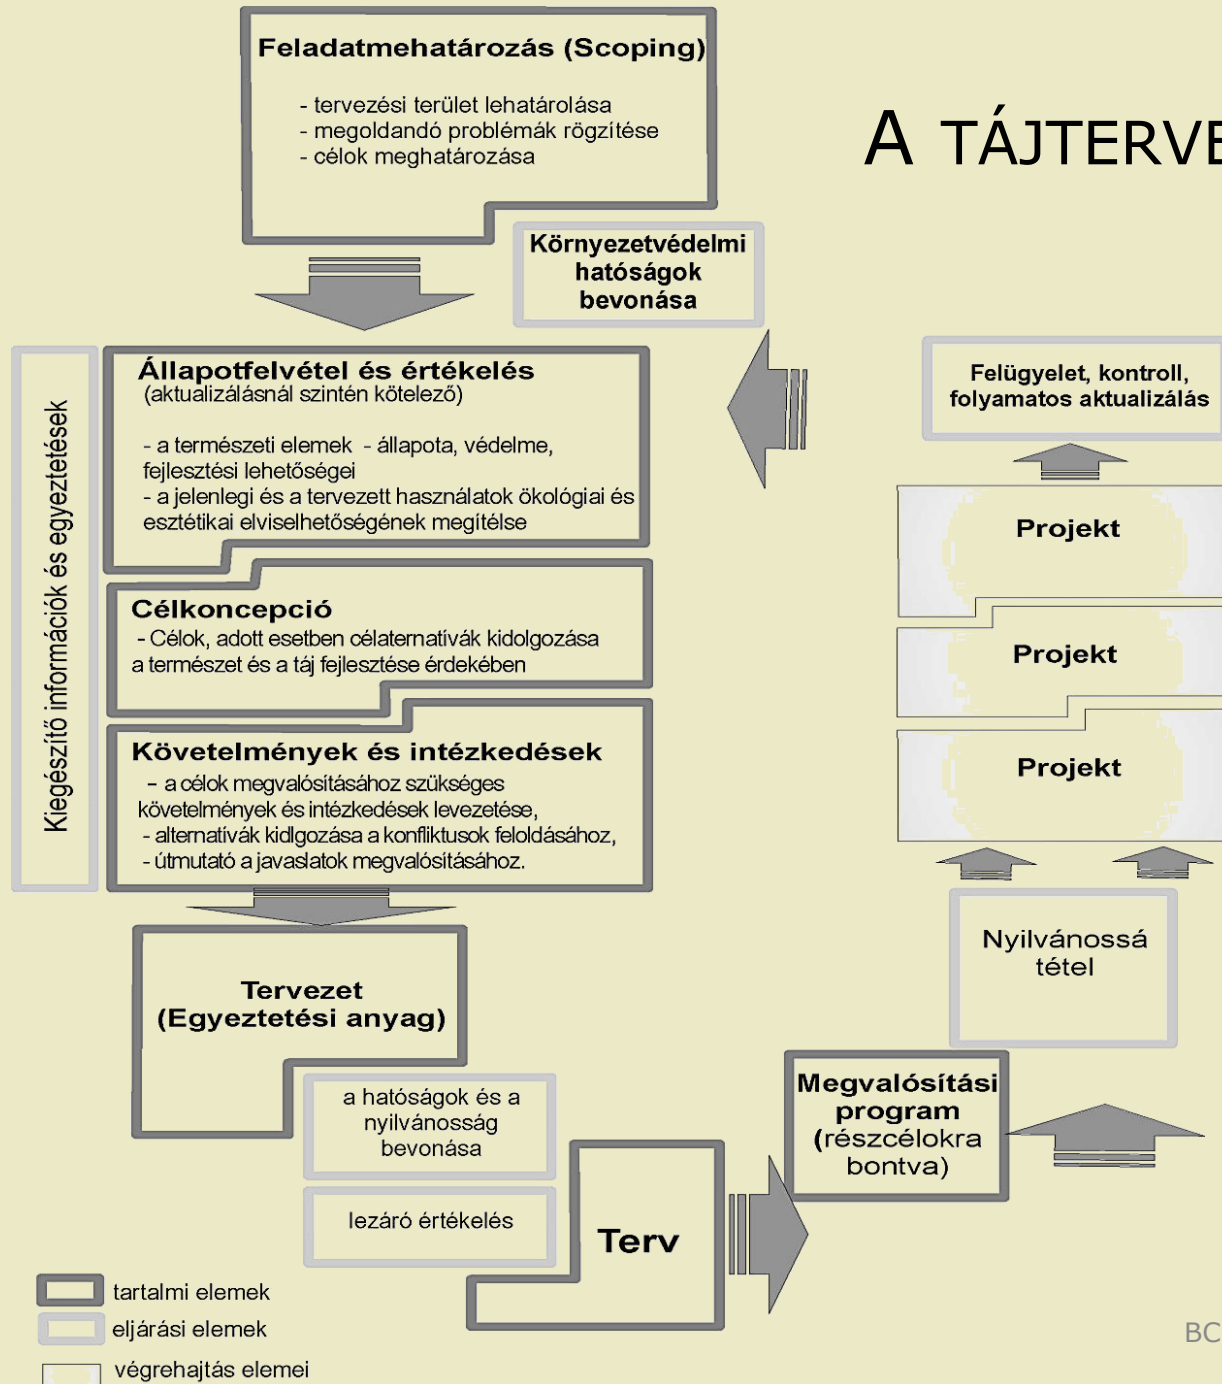 Feladatmehatározás (Scoping)
- tervezési terület lehatárolása
- megoldandó problémák rögzítése
- célok meghatározása
A TÁJTERVE
Környezetvédelmi
hatóságok
bevonása
Kiegészítő információk és egyeztetések
Állapotfelvétel és értékelés
(aktualizálásnál szintén kötelező)
- a természeti elemek - állapota, védelme,
fejlesztési lehetőségei
- a jelenlegi és a tervezett használatok ökológiai és
esztétikai elviselhetőségének megítélse
Célkoncepció
- Célok, adott esetben célaternatívák kidolgozása
a természet és a táj fejlesztése érdekében
Követelmények és intézkedések
- a célok megvalósításához szükséges
követelmények és intézkedések levezetése,
- alternatívák kidlgozása a konfliktusok feloldásához,
- útmutató a javaslatok megvalósításához.
Tervezet
(Egyeztetési anyag)
a hatóságok és a
nyilvánosság
bevonása
lezáró értékelés
Terv
Megvalósítási
program
(részcélokra
bontva)
Nyilvánossá
tétel
Projekt
Projekt
Projekt
Felügyelet, kontroll,
folyamatos aktualizálás
tartalmi elemek
eljárási elemek
végrehajtás elemei
BC